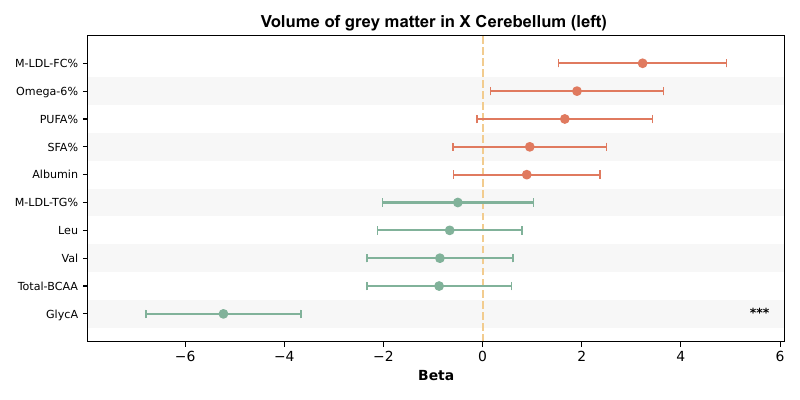 Volume of grey matter in X Cerebellum (left)
M-LDL-FC%
Omega-6%
PUFA%
SFA%
Albumin
M-LDL-TG%
Leu
Val
Total-BCAA
GlycA ***
−6 −4 −2 0 2 4 6
Beta